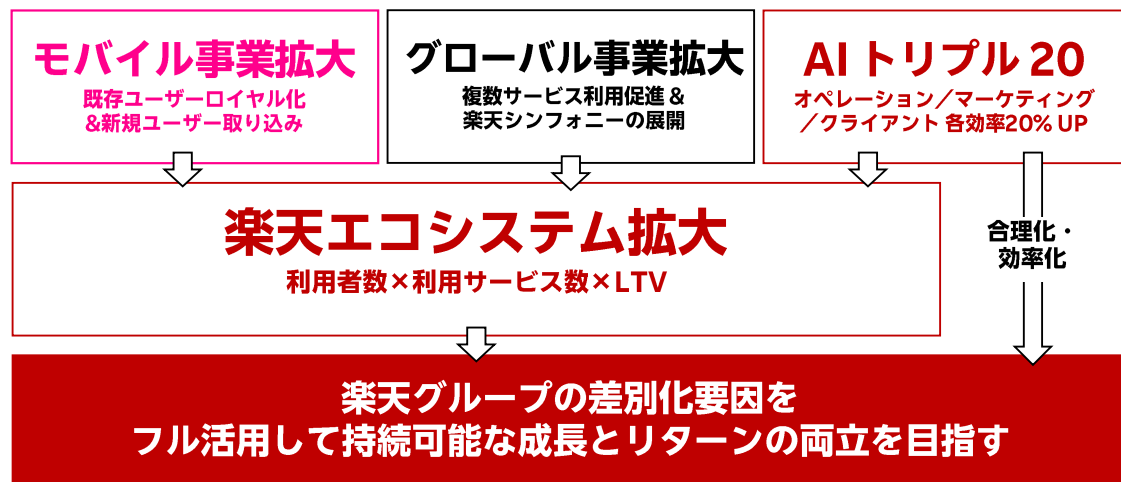 モバイル事業拡大
既存ユーザーロイヤル化
&新規ユーザー取り込み
グローバル事業拡大
複数サービス利用促進 &
楽天シンフォニーの展開
AI トリプル 20
オペレーション／マーケティング
／クライアント 各効率20% UP
楽天エコシステム拡大
利用者数×利用サービス数×LTV
合理化・
効率化
楽天グループの差別化要因を
フル活用して持続可能な成長とリターンの両立を目指す